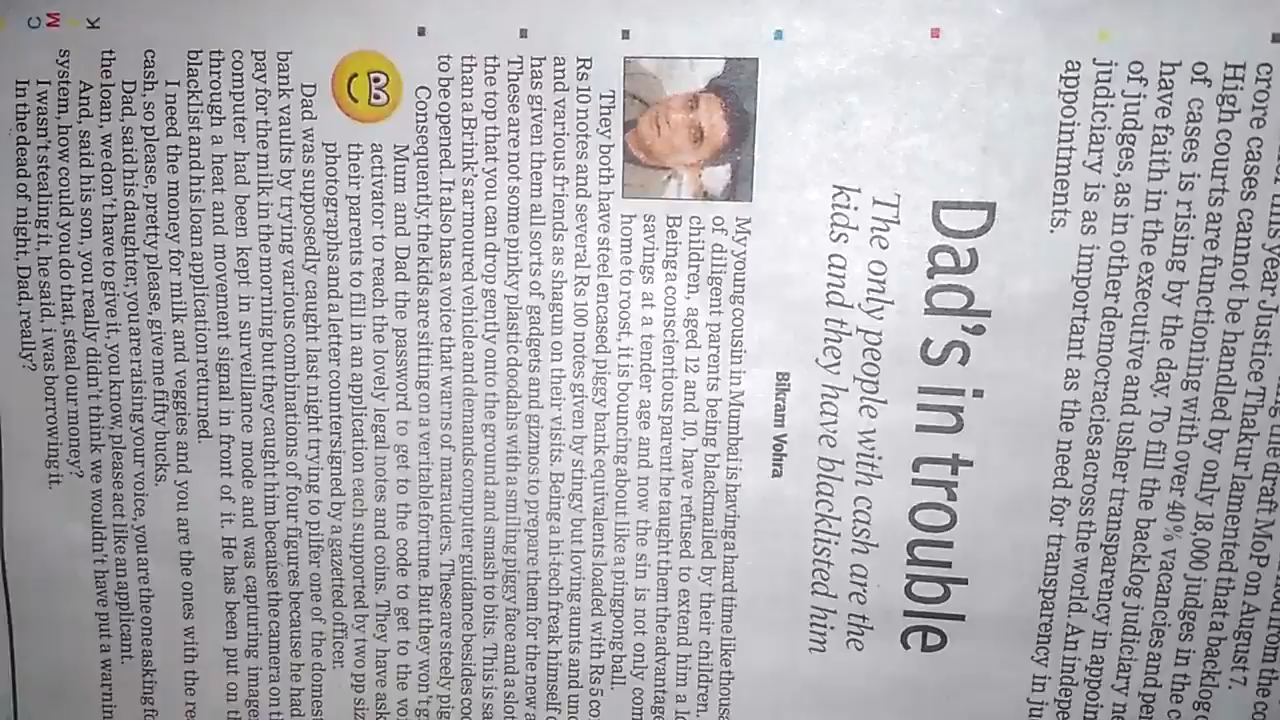 crore cases cannot be handled by only 18,000 judges in the c
High courts are functioning with over 40% vacancies and per
of cases is rising by the day. To fill the backlog judiciary n
have faith in the executive and usher transparency in appoin
of judges, as in other democracies across the world. An indepe
judiciary is as important as the need for transparency in ju
appointments.
Dad's in trouble
The only people with cash are the
kids and they have blacklisted him
Bikram Vohra
My young cousin in Mumbai is having a hard time like thousa
of diligent parents being blackmailed by their children.
children, aged 12 and 10, have refused to extend him a lo
Being a conscientious parent he taught them the advantage
savings at a tender age and now the sin is not only com
home to roost, it is bouncing about like a pingpong ball.
They both have steel encased piggy bank equivalents loaded with Rs 5 co
Rs 10 notes and several Rs 100 notes given by stingy but loving aunts and unc
and various friends as shagun on their visits. Being a hi-tech freak himself
has given them all sorts of gadgets and gizmos to prepare them for the new a
These are not some pinky plastic doodahs with a smiling piggy face and a slot
the top that you can drop gently onto the ground and smash to bits. This is sa
than a Brink's armoured vehicle and demands computer guidance besides cod
to be opened. It also has a voice that warns of marauders. These are steely pig
Consequently, the kids are sitting on a veritable fortune. But they won't g
Mum and Dad the password to get to the code to get to the vo
activator to reach the lovely legal notes and coins. They have ask
their parents to fill in an application each supported by two pp siz
photographs and a letter countersigned by a gazetted officer.
Dad was supposedly caught last night trying to pilfer one of the domes
bank vaults by trying various combinations of four figures because he had
pay for the milk in the morning but they caught him because the camera on th
computer had been kept in surveillance mode and was capturing image
through a heat and movement signal in front of it. He has been put on th
blacklist and his loan application returned.
I need the money for milk and veggies and you are the ones with the re
cash, so please, pretty please, give me fifty bucks.
Dad, said his daughter, you are raising your voice, you are the one asking fo
the loan, we don't have to give it, you know, please act like an applicant.
And, said his son, you really didn't think we wouldn't have put a warnin
system, how could you do that, steal our money?
I wasn't stealing it, he said, i was borrowing it.
In the dead of night, Dad, really?
K
M
C